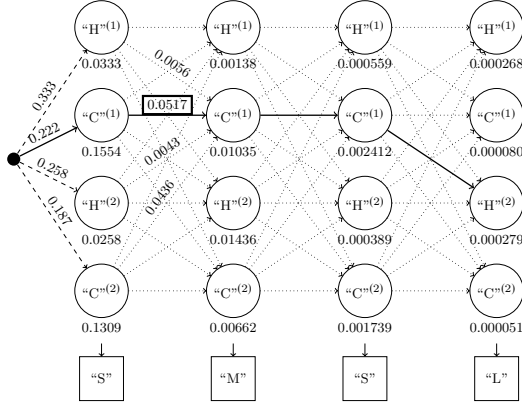 “H”(1) “H”(1) “H”(1) “H”(1)
0.0333 0.00138 0.000559 0.000268
0.333
0.0056
0.0517
“C”(1) “C”(1) “C”(1) “C”(1)
0.222
0.1554 0.01035 0.002412 0.000080
0.0043
0.258
0.0436
0.187
“H”(2) “H”(2) “H”(2) “H”(2)
0.0258 0.01436 0.000389 0.000279
“C”(2) “C”(2) “C”(2) “C”(2)
0.1309 0.00662 0.001739 0.000051
“S” “M” “S” “L”